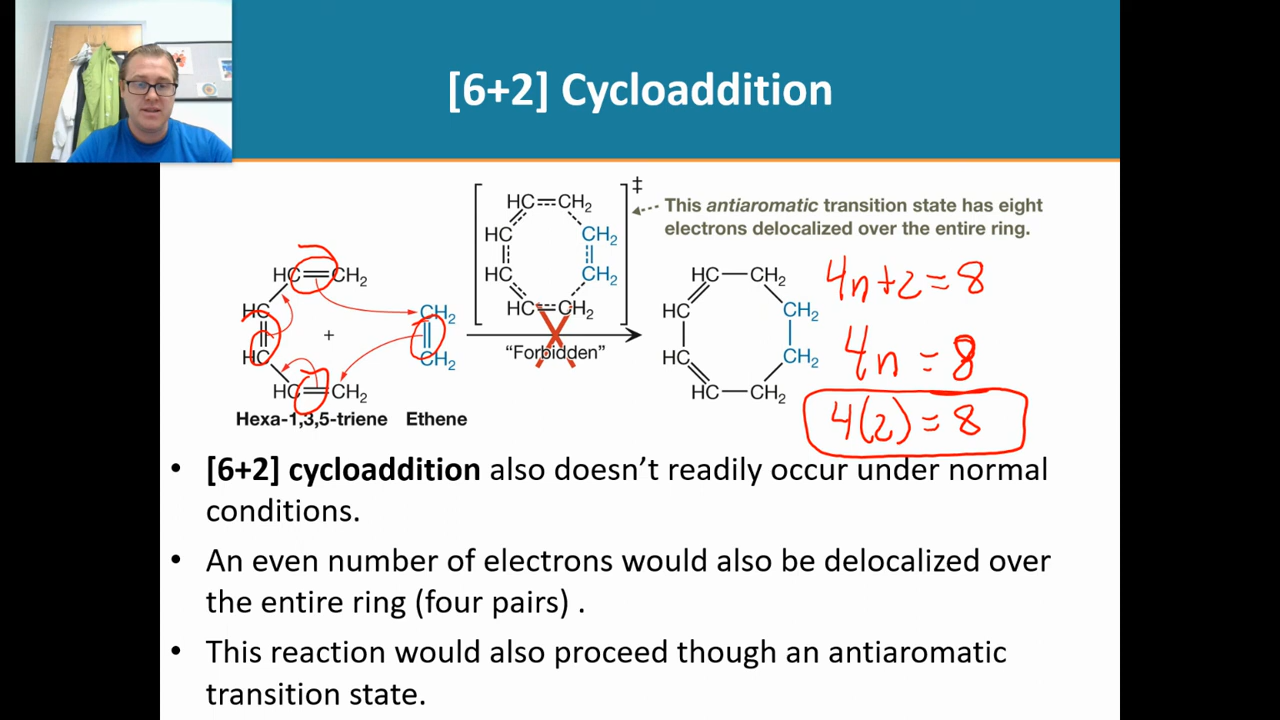 [6+2] Cycloaddition
HC=CH2
HC
HC
HC=CH2
+
CH2
CH2
Hexa-1,3,5-triene
Ethene
HC=CH2
HC
CH2
HC
CH2
HC=CH2
‡
"Forbidden"
This antiaromatic transition state has eight
electrons delocalized over the entire ring.
HC—CH2
HC
CH2
HC
CH2
HC—CH2
4n+2=8
4n=8
4(2)=8
• [6+2] cycloaddition also doesn't readily occur under normal
conditions.
• An even number of electrons would also be delocalized over
the entire ring (four pairs) .
• This reaction would also proceed though an antiaromatic
transition state.